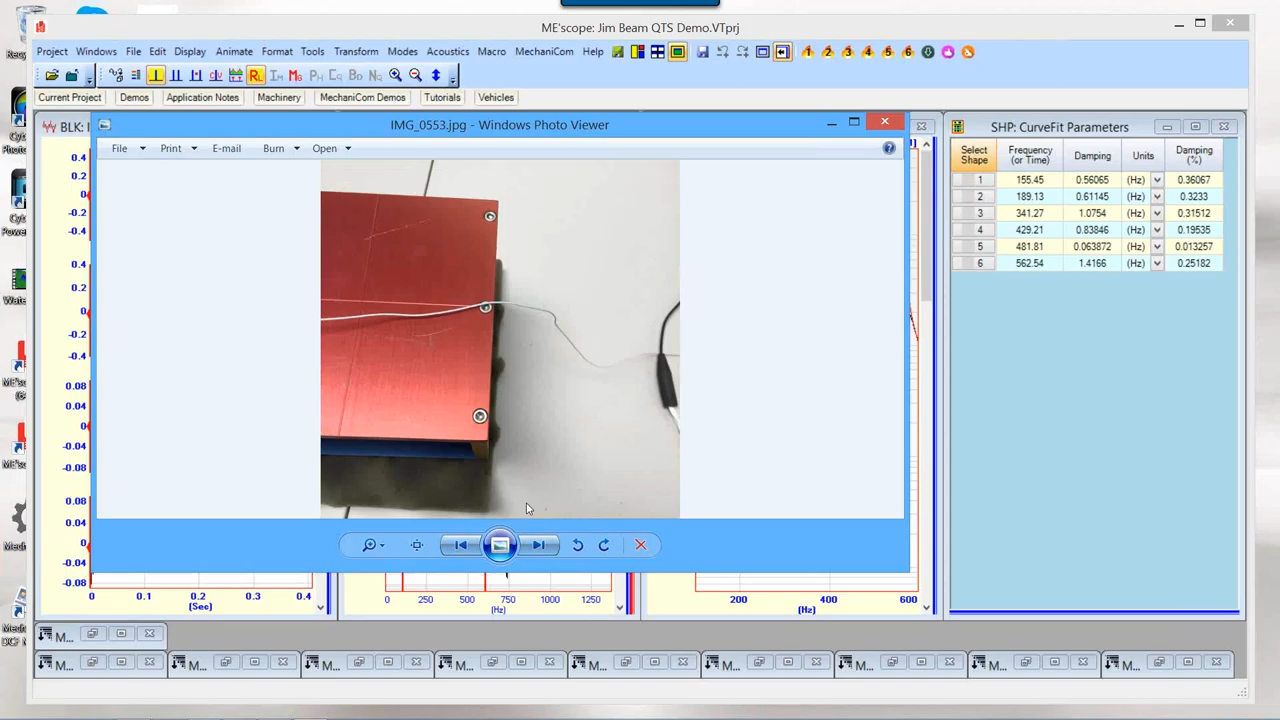 ME'scope: Jim Beam QTS Demo.VTprj
Project Windows File Edit Display Animate Format Tools Transform Modes Acoustics Macro MechaniCom Help
Current Project Demos Application Notes Machinery MechaniCom Demos Tutorials Vehicles
BLK:
IMG_0553.jpg - Windows Photo Viewer
File Print E-mail Burn Open
SHP: CurveFit Parameters
Select Shape Frequency (or Time) Damping Units Damping (%)
1 155.45 0.56065 (Hz) 0.36067
2 189.13 0.61145 (Hz) 0.3233
3 341.27 1.0754 (Hz) 0.31512
4 429.21 0.83846 (Hz) 0.19535
5 481.81 0.063872 (Hz) 0.013257
6 562.54 1.4166 (Hz) 0.25182
0.4
0.2
0
-0.2
-0.4
0.4
0.2
0
-0.2
-0.4
0.08
0.04
0
-0.04
-0.08
0.08
0.04
0
-0.04
-0.08
0 0.1 0.2 0.3 0.4
(Sec)
0 250 500 750 1000 1250
(Hz)
200 400 600
(Hz)
M...
M... M... M... M... M... M... M... M... M...